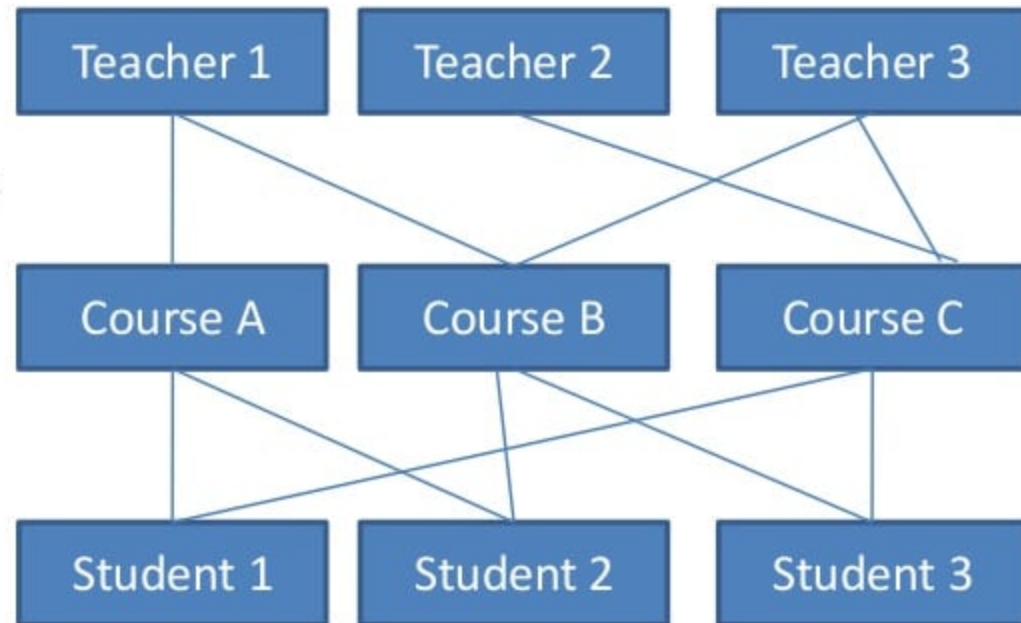 Teacher 1
Teacher 2
Teacher 3
Course A
Course B
Course C
Student 1
Student 2
Student 3